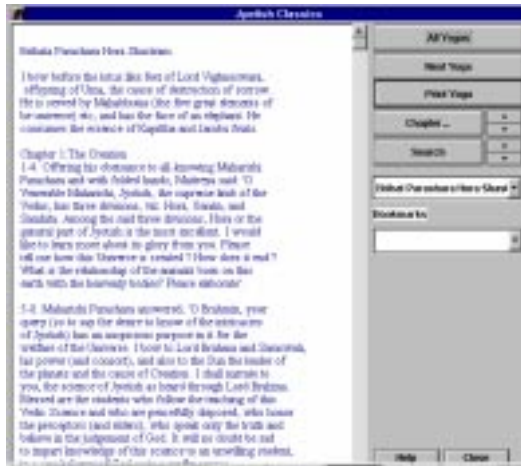 Jyotish Classics
Brihata Parashara Hora Shastram
I bow before the lotus like feet of Lord Vighneswara,
offspring of Uma, the cause of destruction of sorrow.
He is served by Mahabhutas (the five great elements of
he universe) etc, and has the face of an elephant. He
consumes the essence of Kapittha and Jambu fruits.
Chapter 1: The Creation
1-4. Offering his obeisance to all-knowing Maharishi
Parashara and with folded hands, Maitreya said: 'O
Venerable Maharishi, Jyotish, the supreme limb of the
Vedas, has three divisions, viz. Hora, Ganita, and
Samhita. Among the said three divisions, Hora or the
general part of Jyotish is the most excellent. I would
like to learn more about its glory from you. Please
tell me how this Universe is created? How does it end?
What is the relationship of the animals born on this
earth with the heavenly bodies? Please elaborate'
5-8. Maharishi Parashara answered, 'O Brahmin, your
query (so to say the desire to know of the intricacies
of Jyotish) has an auspicious purpose in it for the
welfare of the Universe. I bow to Lord Brahma and Saraswati,
his power (and consort), and also to the Sun the leader of
the planets and the cause of Creation. I shall narrate to
you, the science of Jyotish as heard through Lord Brahma.
Blessed are the students who follow the teaching of this
Vedic Science and who are peacefully disposed, who honor
the preceptors (and elders), who speak only the truth and
believe in the judgement of God. It will no doubt be sad
to impart knowledge of this science to an unwilling student,
All Yogas
Next Yoga
Print Yoga
Chapter ...
Search
Brihat Parashara Hora Shast
Bookmarks
Help
Close